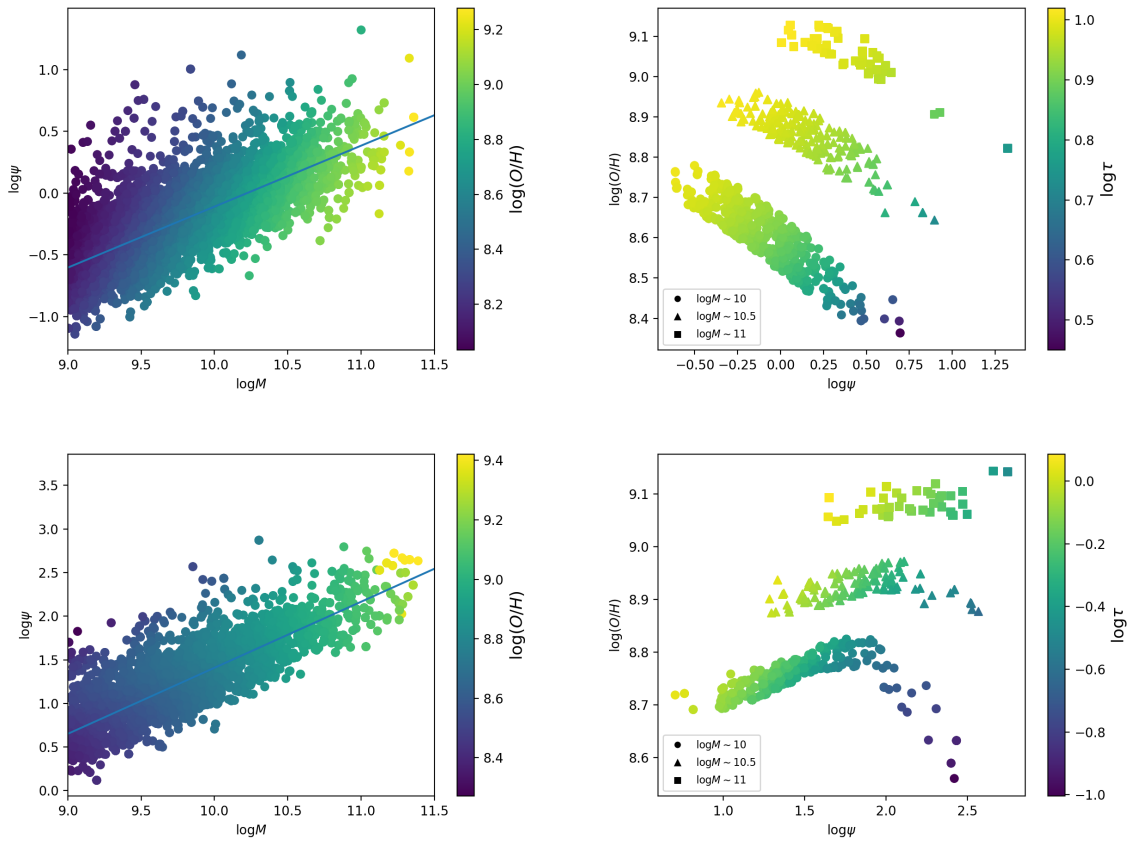 1.0
0.5
0.0
−0.5
−1.0
logψ
9.0 9.5 10.0 10.5 11.0 11.5
logM
9.2
9.0
8.8
8.6
8.4
8.2
log(O/H)
9.1
9.0
8.9
8.8
8.7
8.6
8.5
8.4
log(O/H)
logM ~ 10
logM ~ 10.5
logM ~ 11
−0.50 −0.25 0.00 0.25 0.50 0.75 1.00 1.25
logψ
1.0
0.9
0.8
0.7
0.6
0.5
logτ
3.5
3.0
2.5
2.0
1.5
1.0
0.5
0.0
logψ
9.0 9.5 10.0 10.5 11.0 11.5
logM
9.4
9.2
9.0
8.8
8.6
8.4
log(O/H)
9.1
9.0
8.9
8.8
8.7
8.6
log(O/H)
logM ~ 10
logM ~ 10.5
logM ~ 11
1.0 1.5 2.0 2.5
logψ
0.0
−0.2
−0.4
−0.6
−0.8
−1.0
logτ